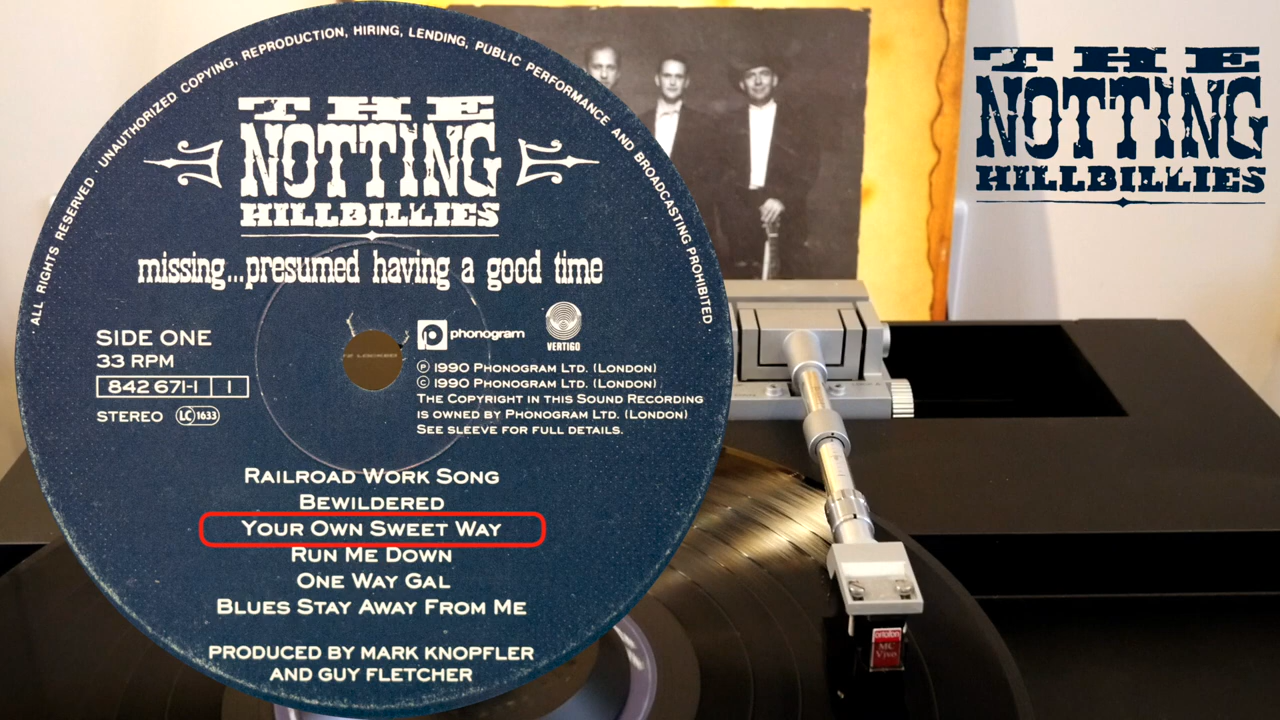 ALL RIGHTS RESERVED · UNAUTHORIZED COPYING, REPRODUCTION, HIRING, LENDING, PUBLIC PERFORMANCE AND BROADCASTING PROHIBITED
THE
NOTTING
HILLBILLIES
missing...presumed having a good time
SIDE ONE
33 RPM
842 671-1 1
STEREO LC 1633
phonogram
VERTIGO
℗ 1990 PHONOGRAM LTD. (LONDON)
© 1990 PHONOGRAM LTD. (LONDON)
THE COPYRIGHT IN THIS SOUND RECORDING
IS OWNED BY PHONOGRAM LTD. (LONDON)
SEE SLEEVE FOR FULL DETAILS.
RAILROAD WORK SONG
BEWILDERED
YOUR OWN SWEET WAY
RUN ME DOWN
ONE WAY GAL
BLUES STAY AWAY FROM ME
PRODUCED BY MARK KNOPFLER
AND GUY FLETCHER
THE
NOTTING
HILLBILLIES
ortofon
MC
Vivo